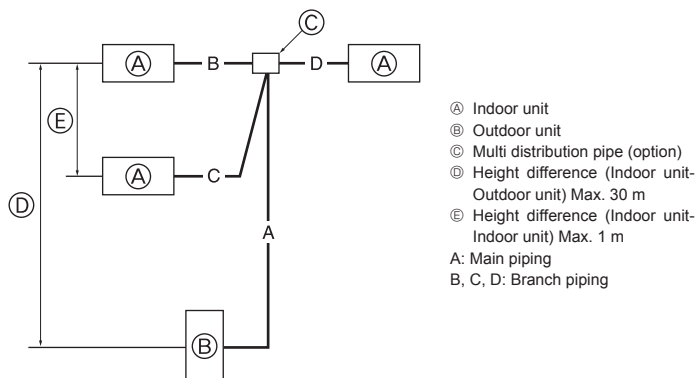 Ⓒ
Ⓐ B D Ⓐ
Ⓔ
Ⓐ C
Ⓓ
A
Ⓑ
Ⓐ Indoor unit
Ⓑ Outdoor unit
Ⓒ Multi distribution pipe (option)
Ⓓ Height difference (Indoor unit-
Outdoor unit) Max. 30 m
Ⓔ Height difference (Indoor unit-
Indoor unit) Max. 1 m
A: Main piping
B, C, D: Branch piping